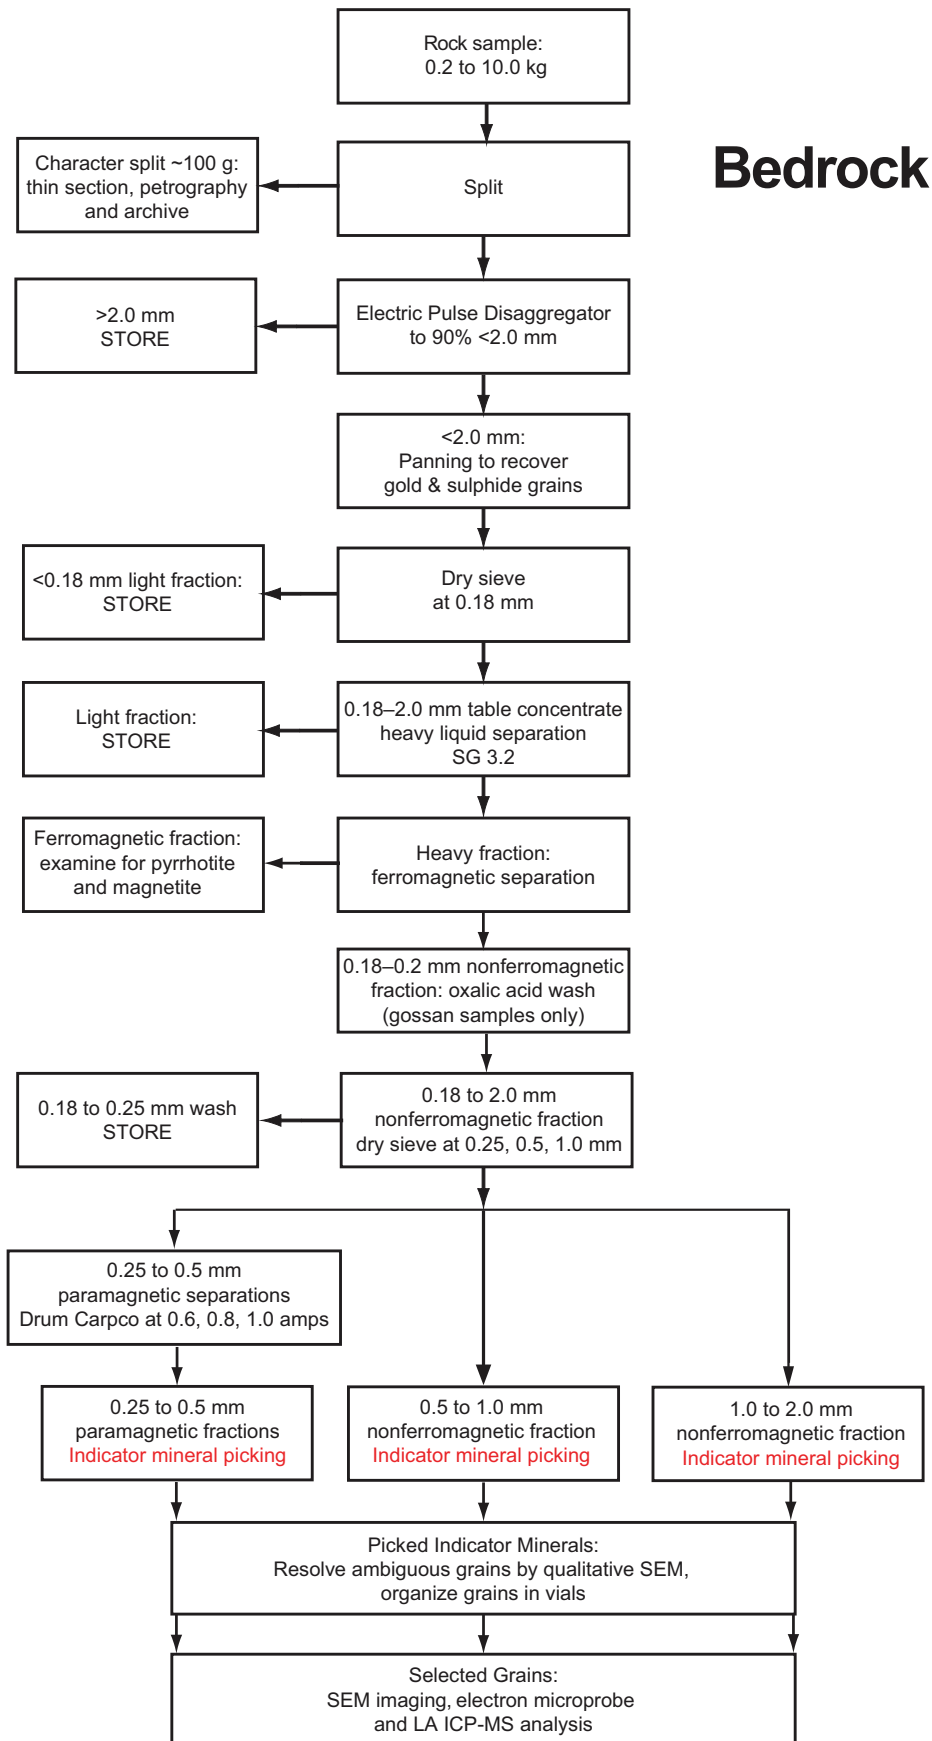 Rock sample:
0.2 to 10.0 kg
Bedrock
Character split ~100 g:
thin section, petrography
and archive
Split
>2.0 mm
STORE
Electric Pulse Disaggregator
to 90% <2.0 mm
<2.0 mm:
Panning to recover
gold & sulphide grains
<0.18 mm light fraction:
STORE
Dry sieve
at 0.18 mm
Light fraction:
STORE
0.18–2.0 mm table concentrate
heavy liquid separation
SG 3.2
Ferromagnetic fraction:
examine for pyrrhotite
and magnetite
Heavy fraction:
ferromagnetic separation
0.18–0.2 mm nonferromagnetic
fraction: oxalic acid wash
(gossan samples only)
0.18 to 0.25 mm wash
STORE
0.18 to 2.0 mm
nonferromagnetic fraction
dry sieve at 0.25, 0.5, 1.0 mm
0.25 to 0.5 mm
paramagnetic separations
Drum Carpco at 0.6, 0.8, 1.0 amps
0.25 to 0.5 mm
paramagnetic fractions
Indicator mineral picking
0.5 to 1.0 mm
nonferromagnetic fraction
Indicator mineral picking
1.0 to 2.0 mm
nonferromagnetic fraction
Indicator mineral picking
Picked Indicator Minerals:
Resolve ambiguous grains by qualitative SEM,
organize grains in vials
Selected Grains:
SEM imaging, electron microprobe
and LA ICP-MS analysis